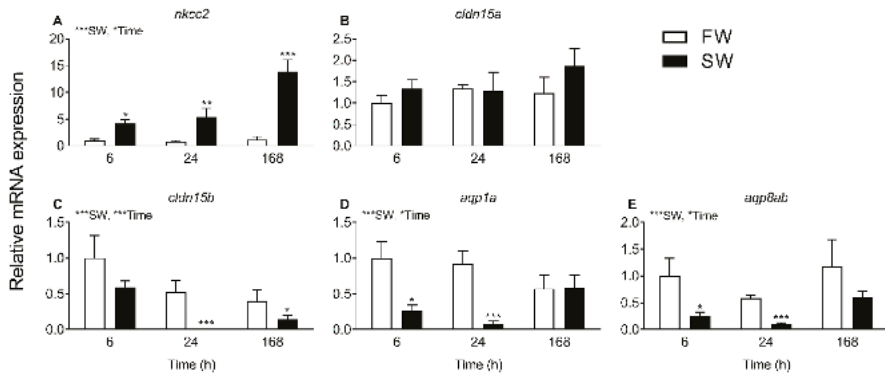 A
nkcc2
***SW, *Time
25
20
15
10
5
0
*
**
***
6
24
168
B
cldn15a
2.5
2.0
1.5
1.0
0.5
0.0
6
24
168
FW
SW
Relative mRNA expression
C
cldn15b
***SW, ***Time
1.5
1.0
0.5
0.0
***
*
6
24
168
Time (h)
D
aqp1a
***SW *Time
1.5
1.0
0.5
0.0
*
***
6
24
168
Time (h)
E
aqp8ab
***SW, *Time
2.0
1.5
1.0
0.5
0.0
*
***
6
24
168
Time (h)